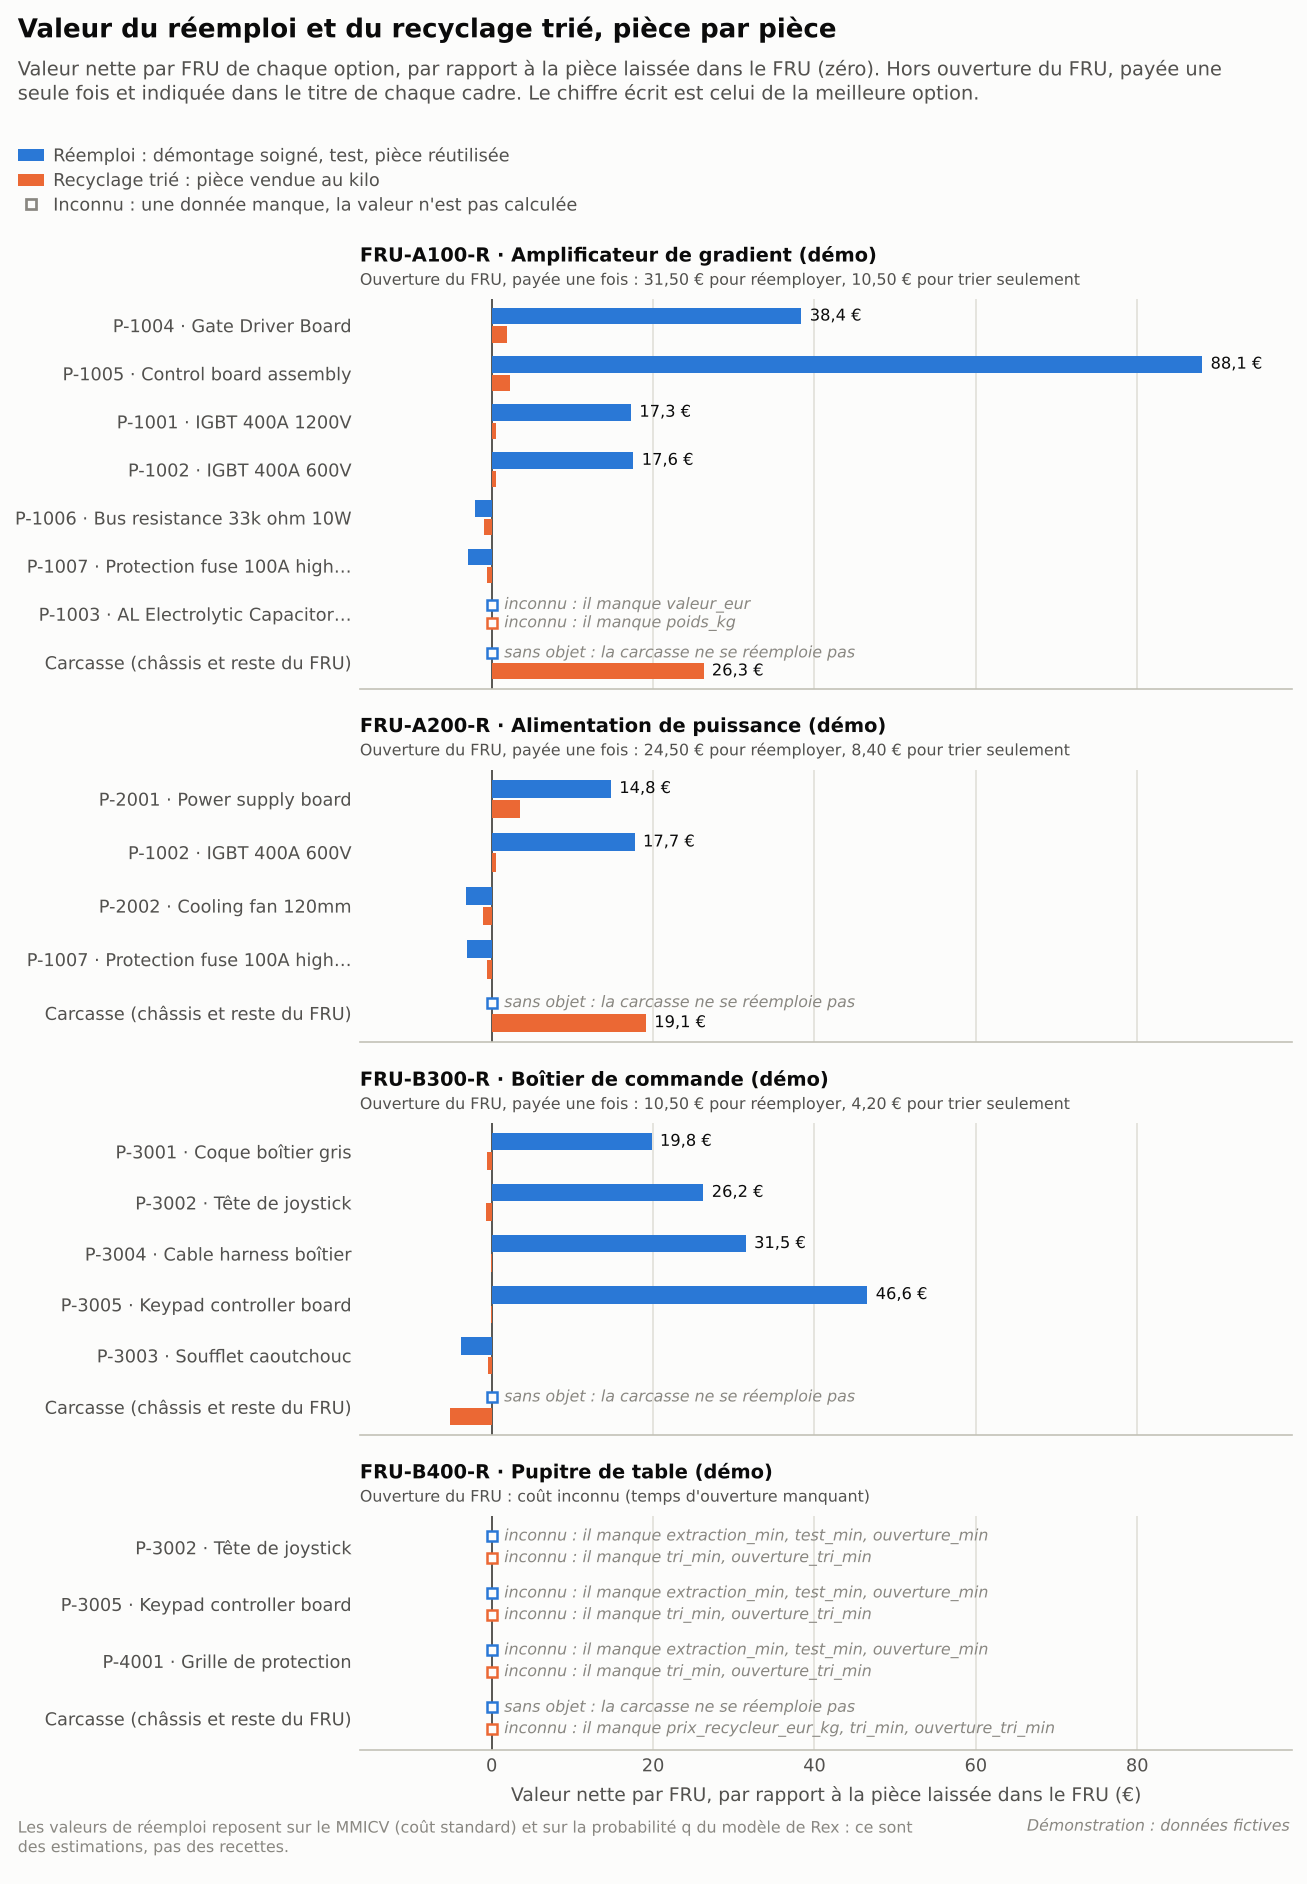 Valeur du réemploi et du recyclage trié, pièce par pièce
Valeur nette par FRU de chaque option, par rapport à la pièce laissée dans le FRU (zéro). Hors ouverture du FRU, payée une
seule fois et indiquée dans le titre de chaque cadre. Le chiffre écrit est celui de la meilleure option.
Réemploi : démontage soigné, test, pièce réutilisée
Recyclage trié : pièce vendue au kilo
Inconnu : une donnée manque, la valeur n'est pas calculée
FRU-A100-R · Amplificateur de gradient (démo)
Ouverture du FRU, payée une fois : 31,50 € pour réemployer, 10,50 € pour trier seulement
P-1004 · Gate Driver Board
38,4 €
P-1005 · Control board assembly
88,1 €
P-1001 · IGBT 400A 1200V
17,3 €
P-1002 · IGBT 400A 600V
17,6 €
P-1006 · Bus resistance 33k ohm 10W
P-1007 · Protection fuse 100A high…
P-1003 · AL Electrolytic Capacitor…
inconnu : il manque valeur_eur
inconnu : il manque poids_kg
Carcasse (châssis et reste du FRU)
sans objet : la carcasse ne se réemploie pas
26,3 €
FRU-A200-R · Alimentation de puissance (démo)
Ouverture du FRU, payée une fois : 24,50 € pour réemployer, 8,40 € pour trier seulement
P-2001 · Power supply board
14,8 €
P-1002 · IGBT 400A 600V
17,7 €
P-2002 · Cooling fan 120mm
P-1007 · Protection fuse 100A high…
Carcasse (châssis et reste du FRU)
sans objet : la carcasse ne se réemploie pas
19,1 €
FRU-B300-R · Boîtier de commande (démo)
Ouverture du FRU, payée une fois : 10,50 € pour réemployer, 4,20 € pour trier seulement
P-3001 · Coque boîtier gris
19,8 €
P-3002 · Tête de joystick
26,2 €
P-3004 · Cable harness boîtier
31,5 €
P-3005 · Keypad controller board
46,6 €
P-3003 · Soufflet caoutchouc
Carcasse (châssis et reste du FRU)
sans objet : la carcasse ne se réemploie pas
FRU-B400-R · Pupitre de table (démo)
Ouverture du FRU : coût inconnu (temps d'ouverture manquant)
P-3002 · Tête de joystick
inconnu : il manque extraction_min, test_min, ouverture_min
inconnu : il manque tri_min, ouverture_tri_min
P-3005 · Keypad controller board
inconnu : il manque extraction_min, test_min, ouverture_min
inconnu : il manque tri_min, ouverture_tri_min
P-4001 · Grille de protection
inconnu : il manque extraction_min, test_min, ouverture_min
inconnu : il manque tri_min, ouverture_tri_min
Carcasse (châssis et reste du FRU)
sans objet : la carcasse ne se réemploie pas
inconnu : il manque prix_recycleur_eur_kg, tri_min, ouverture_tri_min
0 20 40 60 80
Valeur nette par FRU, par rapport à la pièce laissée dans le FRU (€)
Les valeurs de réemploi reposent sur le MMICV (coût standard) et sur la probabilité q du modèle de Rex : ce sont
des estimations, pas des recettes.
Démonstration : données fictives